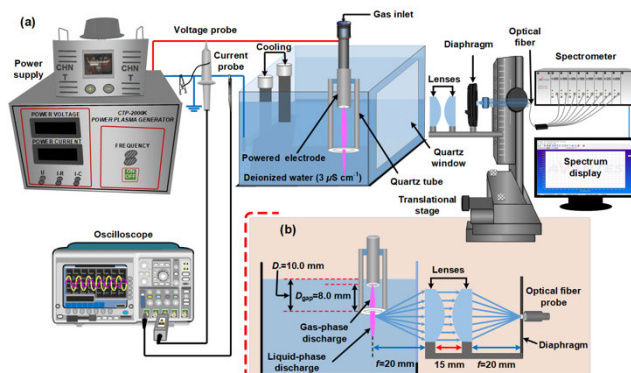 (a)
Voltage probe
Gas inlet
CHN
T
CHN
T
Power
supply
Current
probe
Cooling
Diaphragm
Optical
fiber
Spectrometer
Lenses
POWER VOLTAGE
CTP-2000K
POWER PLASMA GENERATOR
POWER CURRENT
FREQUENCY
U
I-R
I-C
ON
OFF
Powered electrode
Deionized water (3 μS cm⁻¹)
Quartz
window
Quartz tube
Spectrum
display
Translational
stage
Oscilloscope
(b)
Dᵣ=10.0 mm
D_gap=8.0 mm
Lenses
Optical fiber
probe
Gas-phase
discharge
Liquid-phase
discharge
Diaphragm
f=20 mm
15 mm
f=20 mm